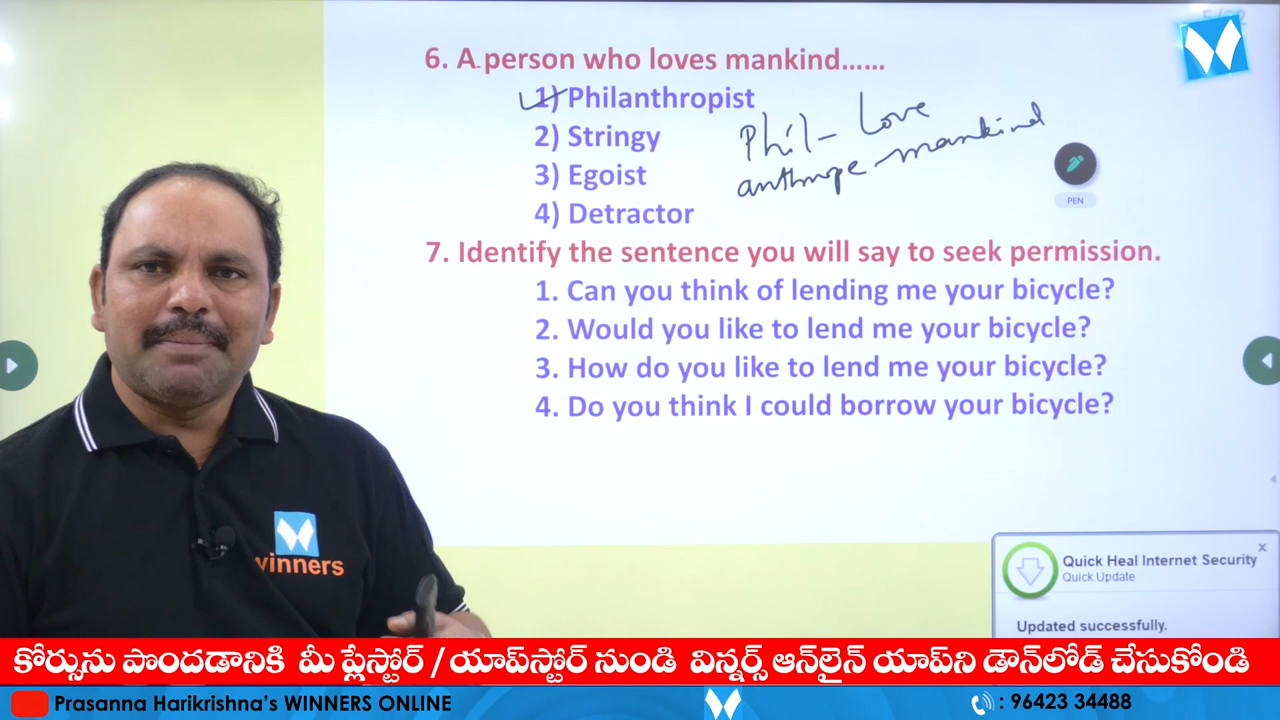 6. A person who loves mankind……
1) Philanthropist
2) Stringy
3) Egoist
4) Detractor
Phil - Love
anthrope - mankind
PEN
7. Identify the sentence you will say to seek permission.
1. Can you think of lending me your bicycle?
2. Would you like to lend me your bicycle?
3. How do you like to lend me your bicycle?
4. Do you think I could borrow your bicycle?
winners
Quick Heal Internet Security
x
Quick Update
Updated successfully.
కోర్సును పొందడానికి మీ ప్లేస్టోర్ / యాప్‌స్టోర్ నుండి విన్నర్స్ ఆన్‌లైన్ యాప్‌ని డౌన్‌లోడ్ చేసుకోండి
Prasanna Harikrishna's WINNERS ONLINE
: 96423 34488